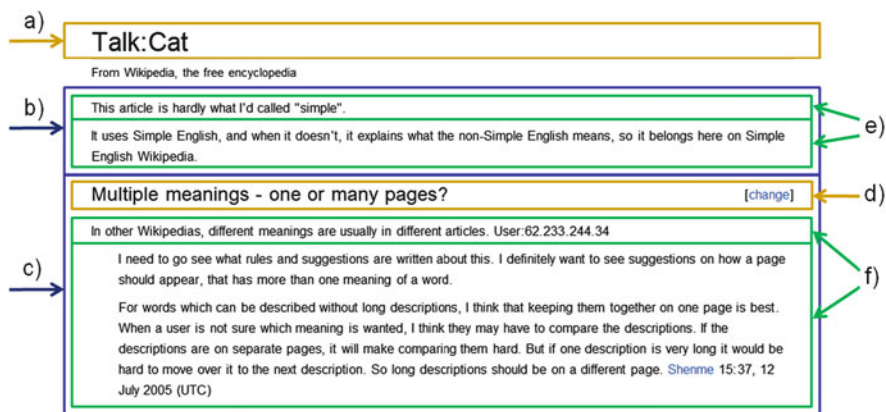 a)
Talk:Cat
From Wikipedia, the free encyclopedia
b)
This article is hardly what I'd called "simple".
It uses Simple English, and when it doesn't, it explains what the non-Simple English means, so it belongs here on Simple
English Wikipedia.
e)
Multiple meanings - one or many pages?
[change]
d)
c)
In other Wikipedias, different meanings are usually in different articles. User:62.233.244.34
I need to go see what rules and suggestions are written about this. I definitely want to see suggestions on how a page
should appear, that has more than one meaning of a word.
For words which can be described without long descriptions, I think that keeping them together on one page is best.
When a user is not sure which meaning is wanted, I think they may have to compare the descriptions. If the
descriptions are on separate pages, it will make comparing them hard. But if one description is very long it would be
hard to move over it to the next description. So long descriptions should be on a different page. Shenme 15:37, 12
July 2005 (UTC)
f)